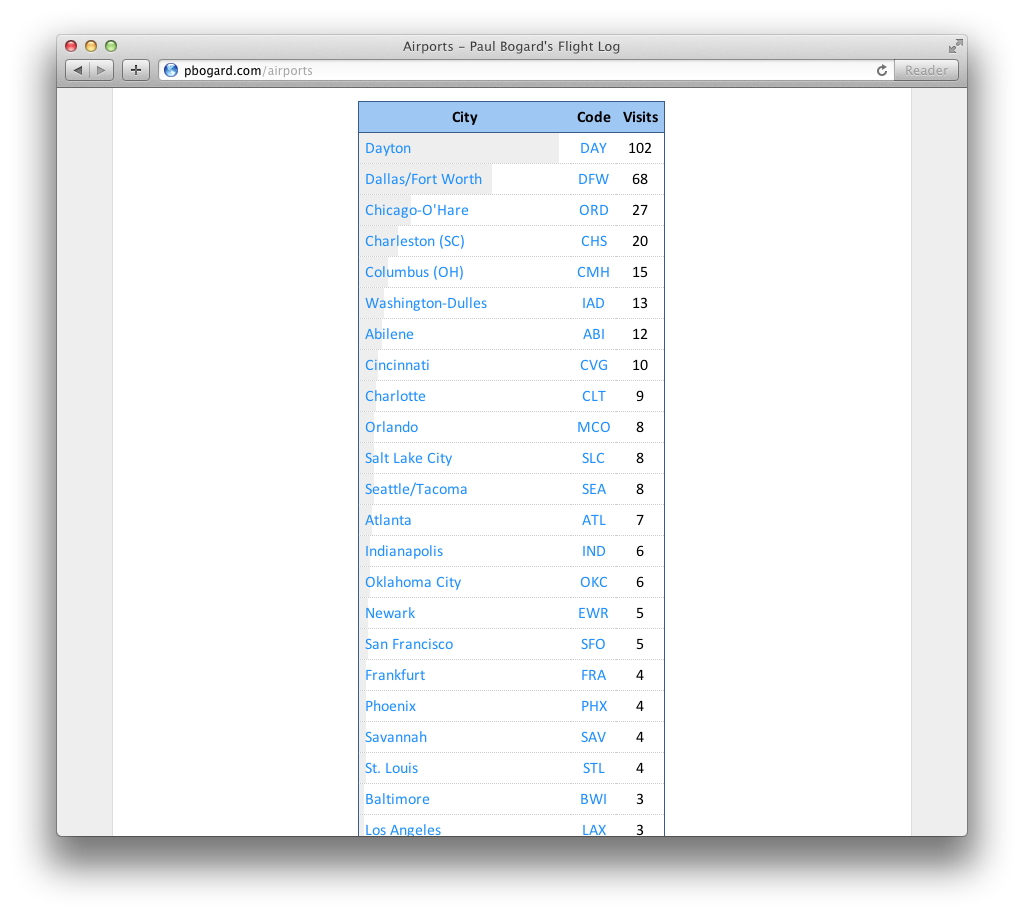 Airports – Paul Bogard's Flight Log
pbogard.com/airports
Reader
City Code Visits
Dayton DAY 102
Dallas/Fort Worth DFW 68
Chicago-O'Hare ORD 27
Charleston (SC) CHS 20
Columbus (OH) CMH 15
Washington-Dulles IAD 13
Abilene ABI 12
Cincinnati CVG 10
Charlotte CLT 9
Orlando MCO 8
Salt Lake City SLC 8
Seattle/Tacoma SEA 8
Atlanta ATL 7
Indianapolis IND 6
Oklahoma City OKC 6
Newark EWR 5
San Francisco SFO 5
Frankfurt FRA 4
Phoenix PHX 4
Savannah SAV 4
St. Louis STL 4
Baltimore BWI 3
Los Angeles LAX 3